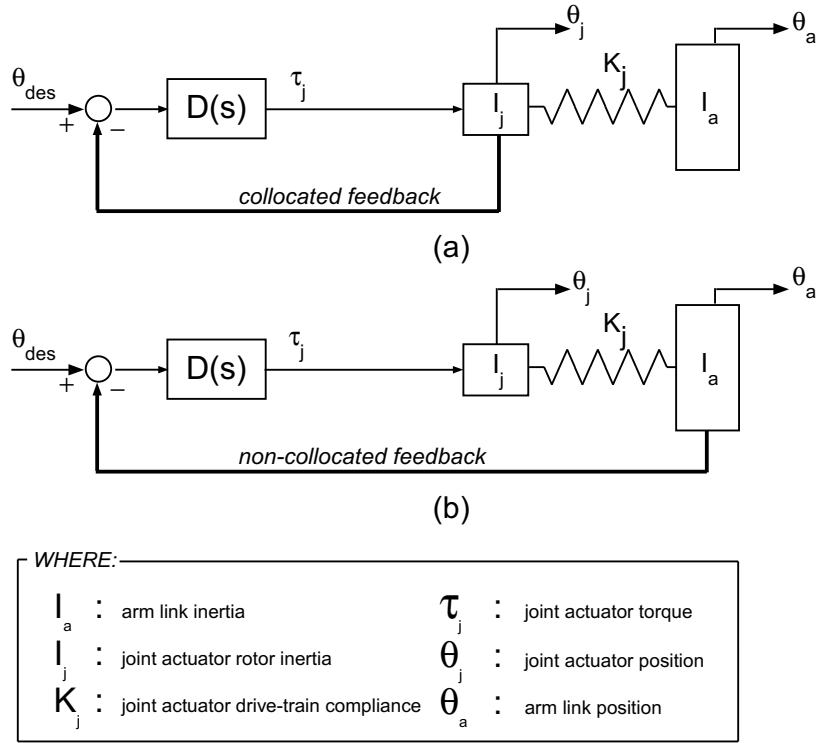 θj
θa
θdes
+
−
D(s)
τj
Ij
Kj
Ia
collocated feedback
(a)
θj
θa
θdes
+
−
D(s)
τj
Ij
Kj
Ia
non-collocated feedback
(b)
WHERE:
Ia : arm link inertia
τj : joint actuator torque
Ij : joint actuator rotor inertia
θj : joint actuator position
Kj : joint actuator drive-train compliance
θa : arm link position